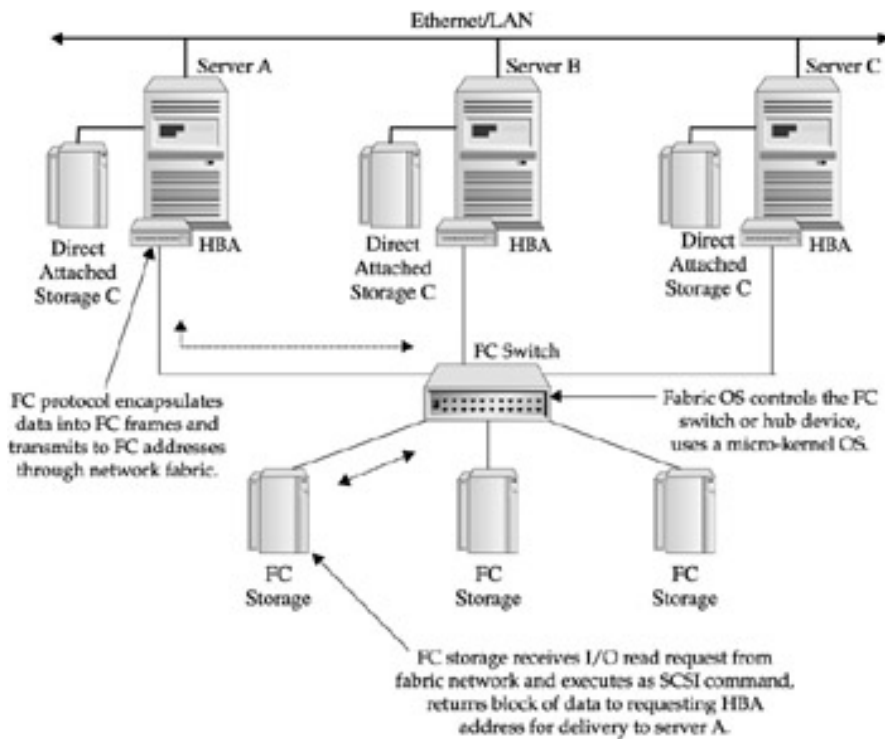 Ethernet/LAN
Server A
Server B
Server C
Direct
Attached
Storage C
HBA
Direct
Attached
Storage C
HBA
Direct
Attached
Storage C
HBA
FC Switch
FC protocol encapsulates
data into FC frames and
transmits to FC addresses
through network fabric.
Fabric OS controls the FC
switch or hub device,
uses a micro-kernel OS.
FC
Storage
FC
Storage
FC
Storage
FC storage receives I/O read request from
fabric network and executes as SCSI command,
returns block of data to requesting HBA
address for delivery to server A.